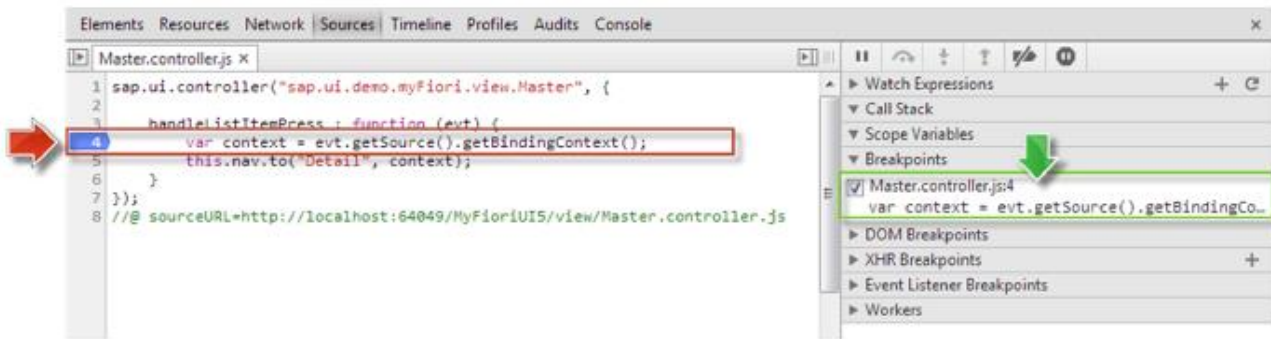 Elements Resources Network Sources Timeline Profiles Audits Console ×
Master.controller.js ×
1 sap.ui.controller("sap.ui.demo.myFiori.view.Master", {
2
3 handleListItemPress : function (evt) {
4 var context = evt.getSource().getBindingContext();
5 this.nav.to("Detail", context);
6 }
7 });
8 //@ sourceURL=http://localhost:64049/MyFioriUI5/view/Master.controller.js
Watch Expressions +
Call Stack
Scope Variables
Breakpoints
Master.controller.js:4
var context = evt.getSource().getBindingCo…
DOM Breakpoints
XHR Breakpoints +
Event Listener Breakpoints
Workers